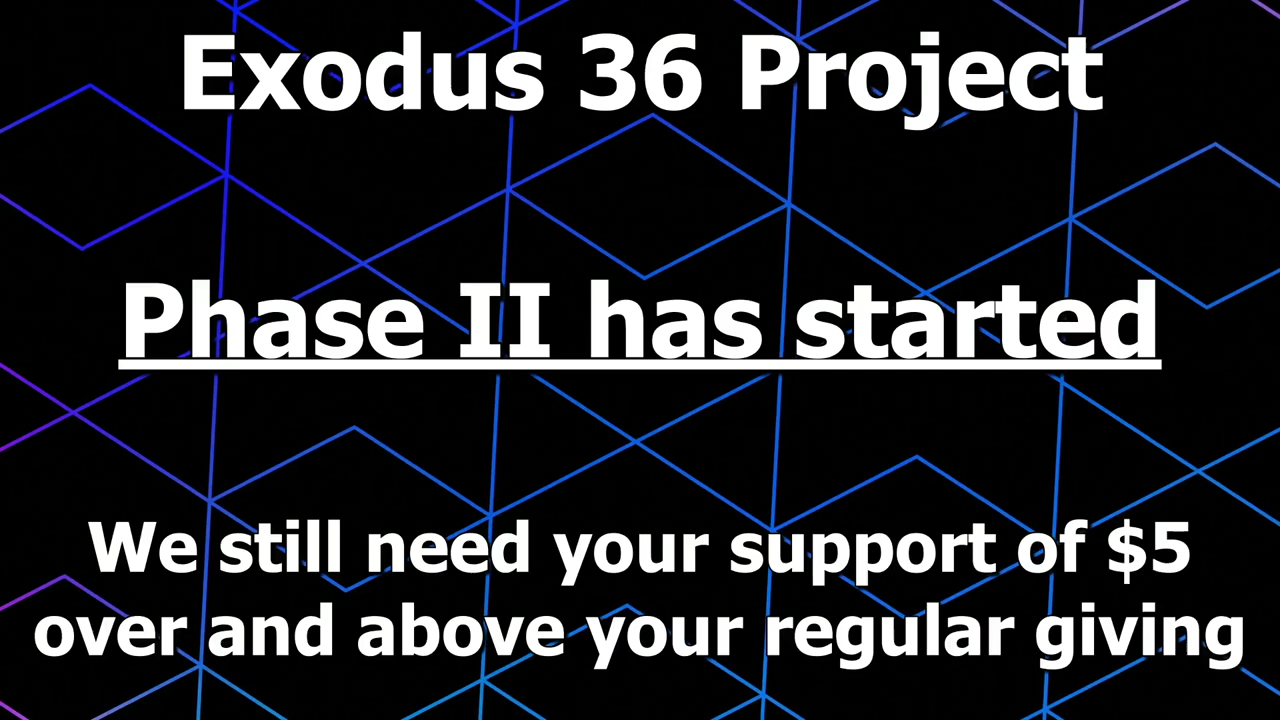 Exodus 36 Project
Phase II has started
We still need your support of $5
over and above your regular giving